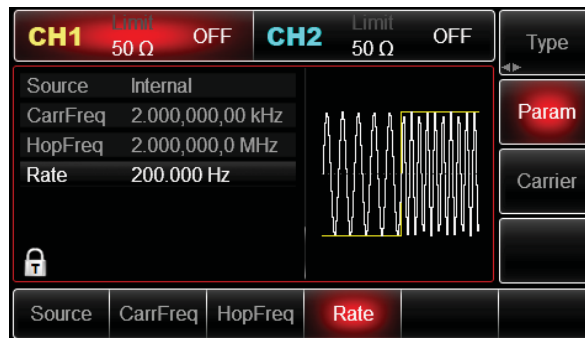 CH1 Limit 50 Ω OFF CH2 Limit 50 Ω OFF
Type
Source Internal
CarrFreq 2.000,000,00 kHz
HopFreq 2.000,000,0 MHz
Rate 200.000 Hz
Param
Carrier
T
Source CarrFreq HopFreq Rate